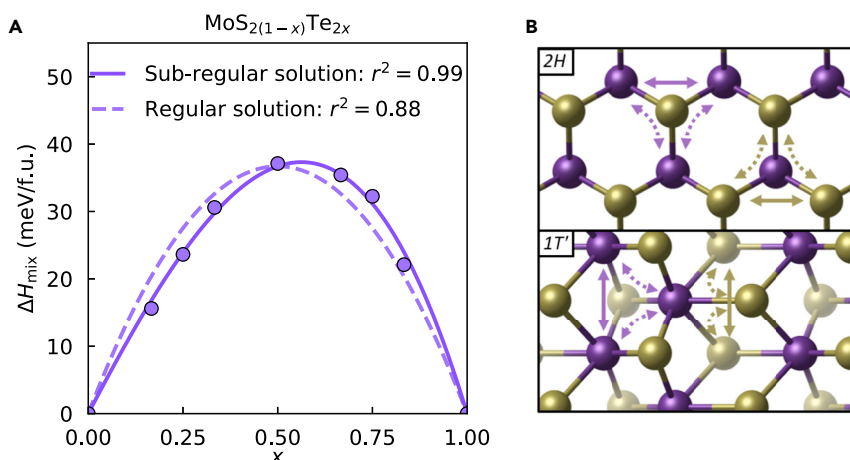 A
MoS₂₍₁₋ₓ₎Te₂ₓ
Sub-regular solution: r² = 0.99
Regular solution: r² = 0.88
ΔHmix (meV/f.u.)
50
40
30
20
10
0
0.00 0.25 0.50 0.75 1.00
x
B
2H
1T′